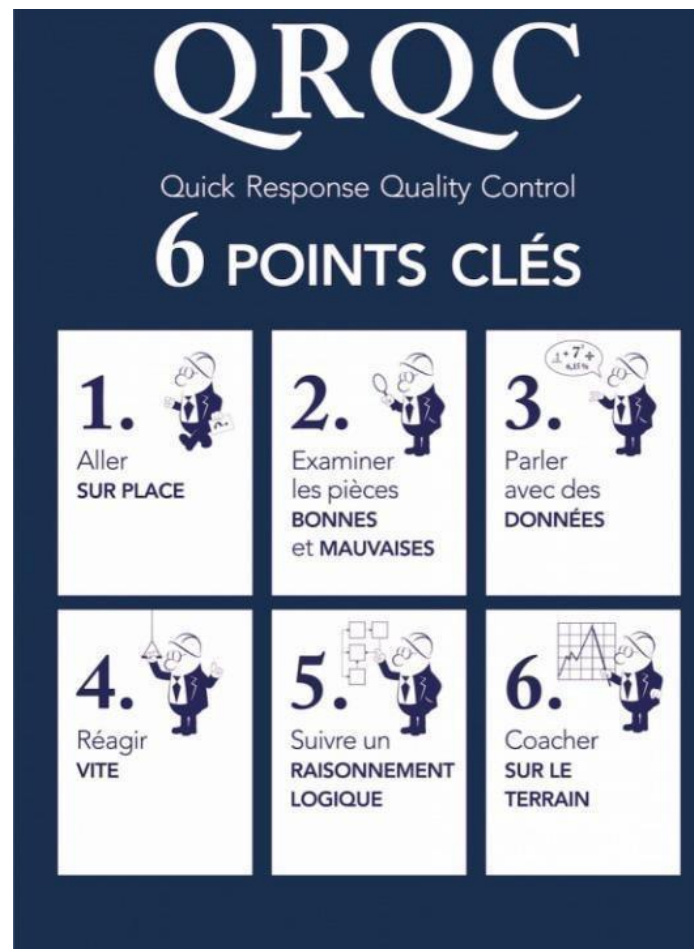 QRQC
Quick Response Quality Control
6 POINTS CLÉS
1.
Aller
SUR PLACE
2.
Examiner
les pièces
BONNES
et MAUVAISES
3.
Parler
avec des
DONNÉES
4.
Réagir
VITE
5.
Suivre un
RAISONNEMENT
LOGIQUE
6.
Coacher
SUR LE
TERRAIN